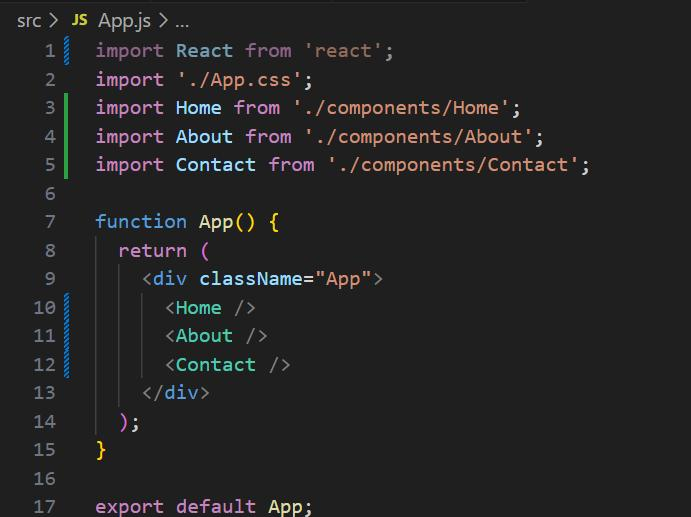 src > JS App.js > ...
1 import React from 'react';
2 import './App.css';
3 import Home from './components/Home';
4 import About from './components/About';
5 import Contact from './components/Contact';
6
7 function App() {
8   return (
9     <div className="App">
10       <Home />
11       <About />
12       <Contact />
13     </div>
14   );
15 }
16
17 export default App;